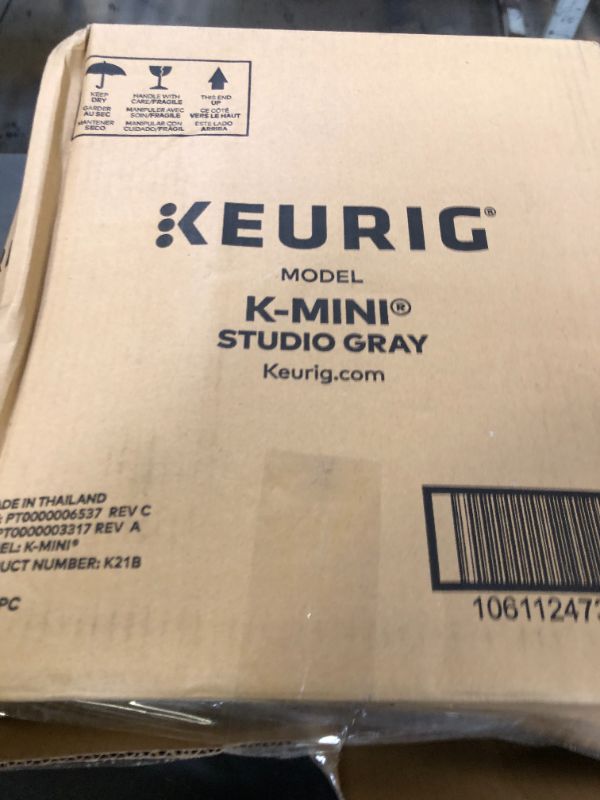 KEEP
DRY
GARDER
AU SEC
MANTENER
SECO
HANDLE WITH
CARE/FRAGILE
MANIPULER AVEC
SOIN/FRAGILE
MANIPULAR CON
CUIDADO/FRÁGIL
THIS END
UP
CE CÔTÉ
VERS LE HAUT
ESTE LADO
ARRIBA
KEURIG®
MODEL
K-MINI®
STUDIO GRAY
Keurig.com
ADE IN THAILAND
: PT0000006537 REV C
PT0000003317 REV A
EL: K-MINI®
UCT NUMBER: K21B
PC
106112473